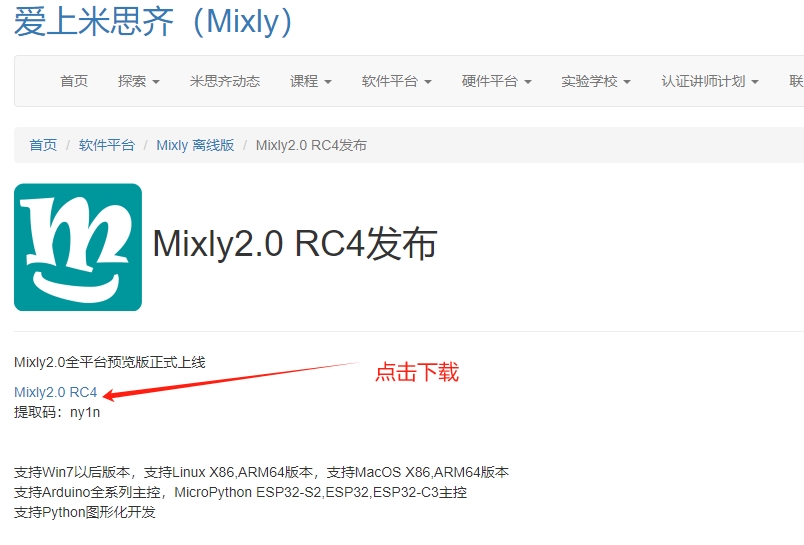 爱上米思齐（Mixly）
首页 探索 米思齐动态 课程 软件平台 硬件平台 实验学校 认证讲师计划 联
首页 / 软件平台 / Mixly 离线版 / Mixly2.0 RC4发布
m
Mixly2.0 RC4发布
Mixly2.0全平台预览版正式上线
点击下载
Mixly2.0 RC4
提取码：ny1n
支持Win7以后版本，支持Linux X86,ARM64版本，支持MacOS X86,ARM64版本
支持Arduino全系列主控，MicroPython ESP32-S2,ESP32,ESP32-C3主控
支持Python图形化开发